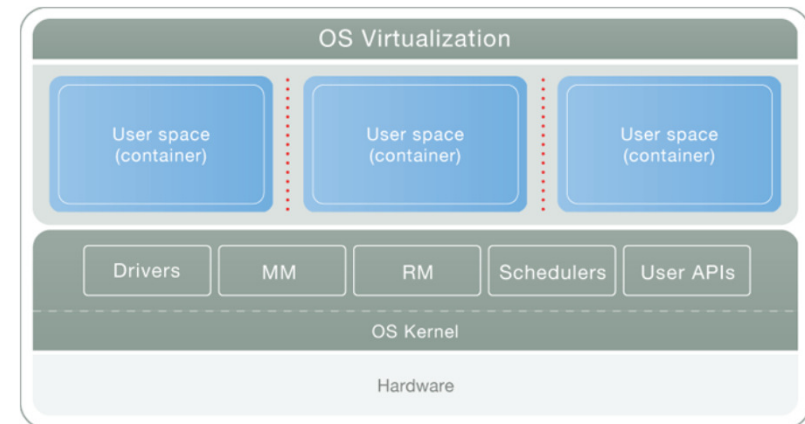 OS Virtualization
User space
(container)
User space
(container)
User space
(container)
Drivers
MM
RM
Schedulers
User APIs
OS Kernel
Hardware